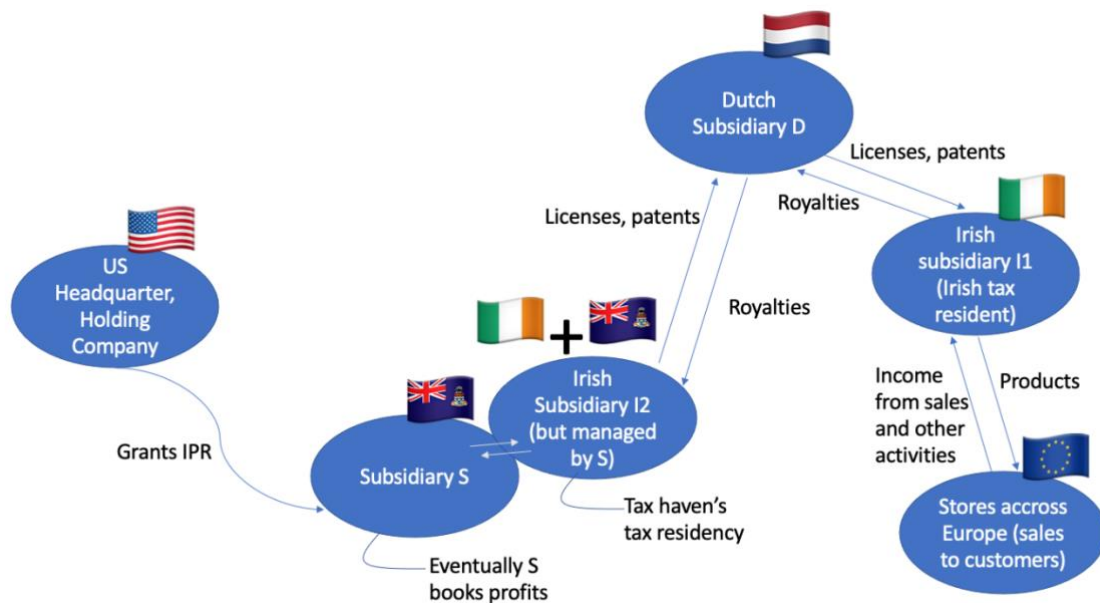 Dutch
Subsidiary D
Licenses, patents
Royalties
Licenses, patents
Irish
subsidiary I1
(Irish tax
resident)
US
Headquarter,
Holding
Company
Royalties
+
Irish
Subsidiary I2
(but managed
by S)
Income
from sales
and other
activities
Products
Grants IPR
Subsidiary S
Tax haven's
tax residency
Stores accross
Europe (sales
to customers)
Eventually S
books profits